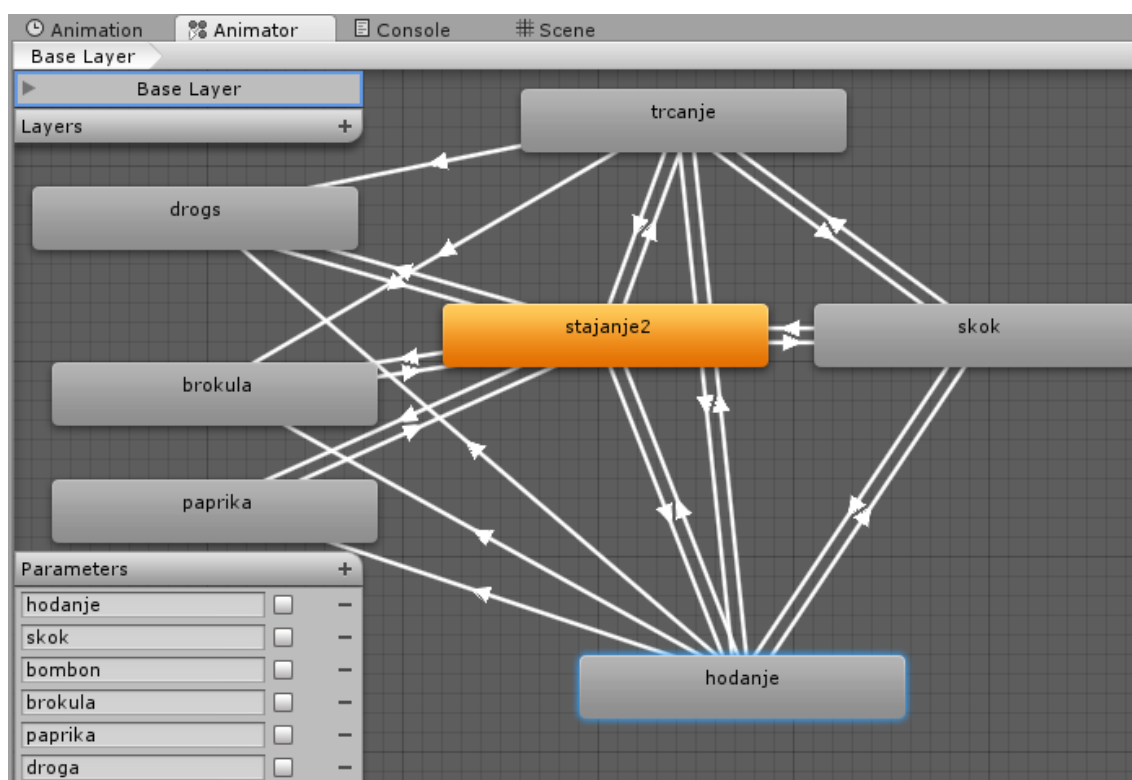 Animation Animator Console Scene
Base Layer
Base Layer
Layers +
trcanje
drogs
stajanje2
skok
brokula
paprika
hodanje
Parameters +
hodanje
skok
bombon
brokula
paprika
droga